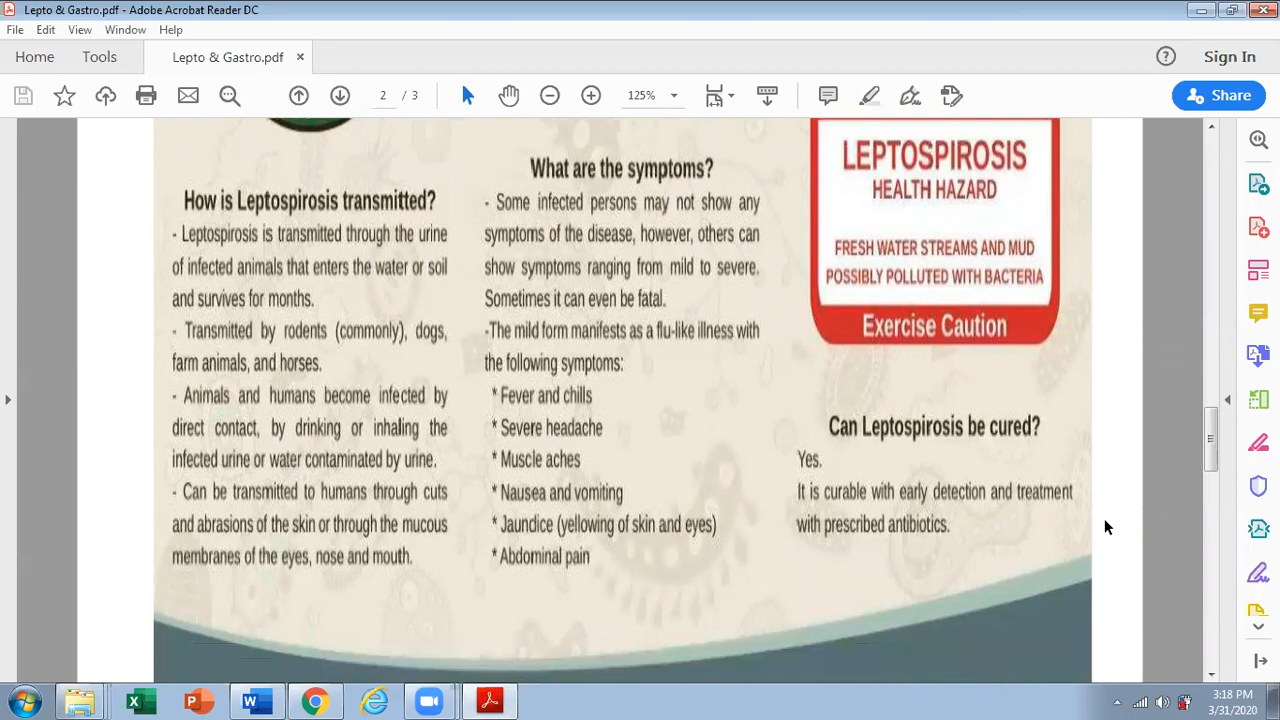 Lepto & Gastro.pdf - Adobe Acrobat Reader DC
File Edit View Window Help
Home Tools Lepto & Gastro.pdf × ? Sign In
2 / 3 125% Share
How is Leptospirosis transmitted?
- Leptospirosis is transmitted through the urine
of infected animals that enters the water or soil
and survives for months.
- Transmitted by rodents (commonly), dogs,
farm animals, and horses.
- Animals and humans become infected by
direct contact, by drinking or inhaling the
infected urine or water contaminated by urine.
- Can be transmitted to humans through cuts
and abrasions of the skin or through the mucous
membranes of the eyes, nose and mouth.
What are the symptoms?
- Some infected persons may not show any
symptoms of the disease, however, others can
show symptoms ranging from mild to severe.
Sometimes it can even be fatal.
-The mild form manifests as a flu-like illness with
the following symptoms:
* Fever and chills
* Severe headache
* Muscle aches
* Nausea and vomiting
* Jaundice (yellowing of skin and eyes)
* Abdominal pain
LEPTOSPIROSIS
HEALTH HAZARD
FRESH WATER STREAMS AND MUD
POSSIBLY POLLUTED WITH BACTERIA
Exercise Caution
Can Leptospirosis be cured?
Yes.
It is curable with early detection and treatment
with prescribed antibiotics.
3:18 PM
3/31/2020